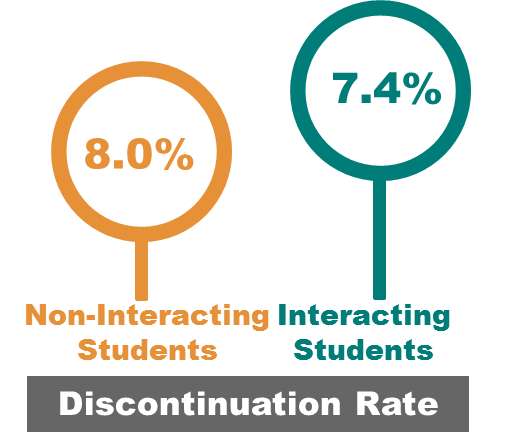 8.0%
7.4%
Non-Interacting
Students
Interacting
Students
Discontinuation Rate